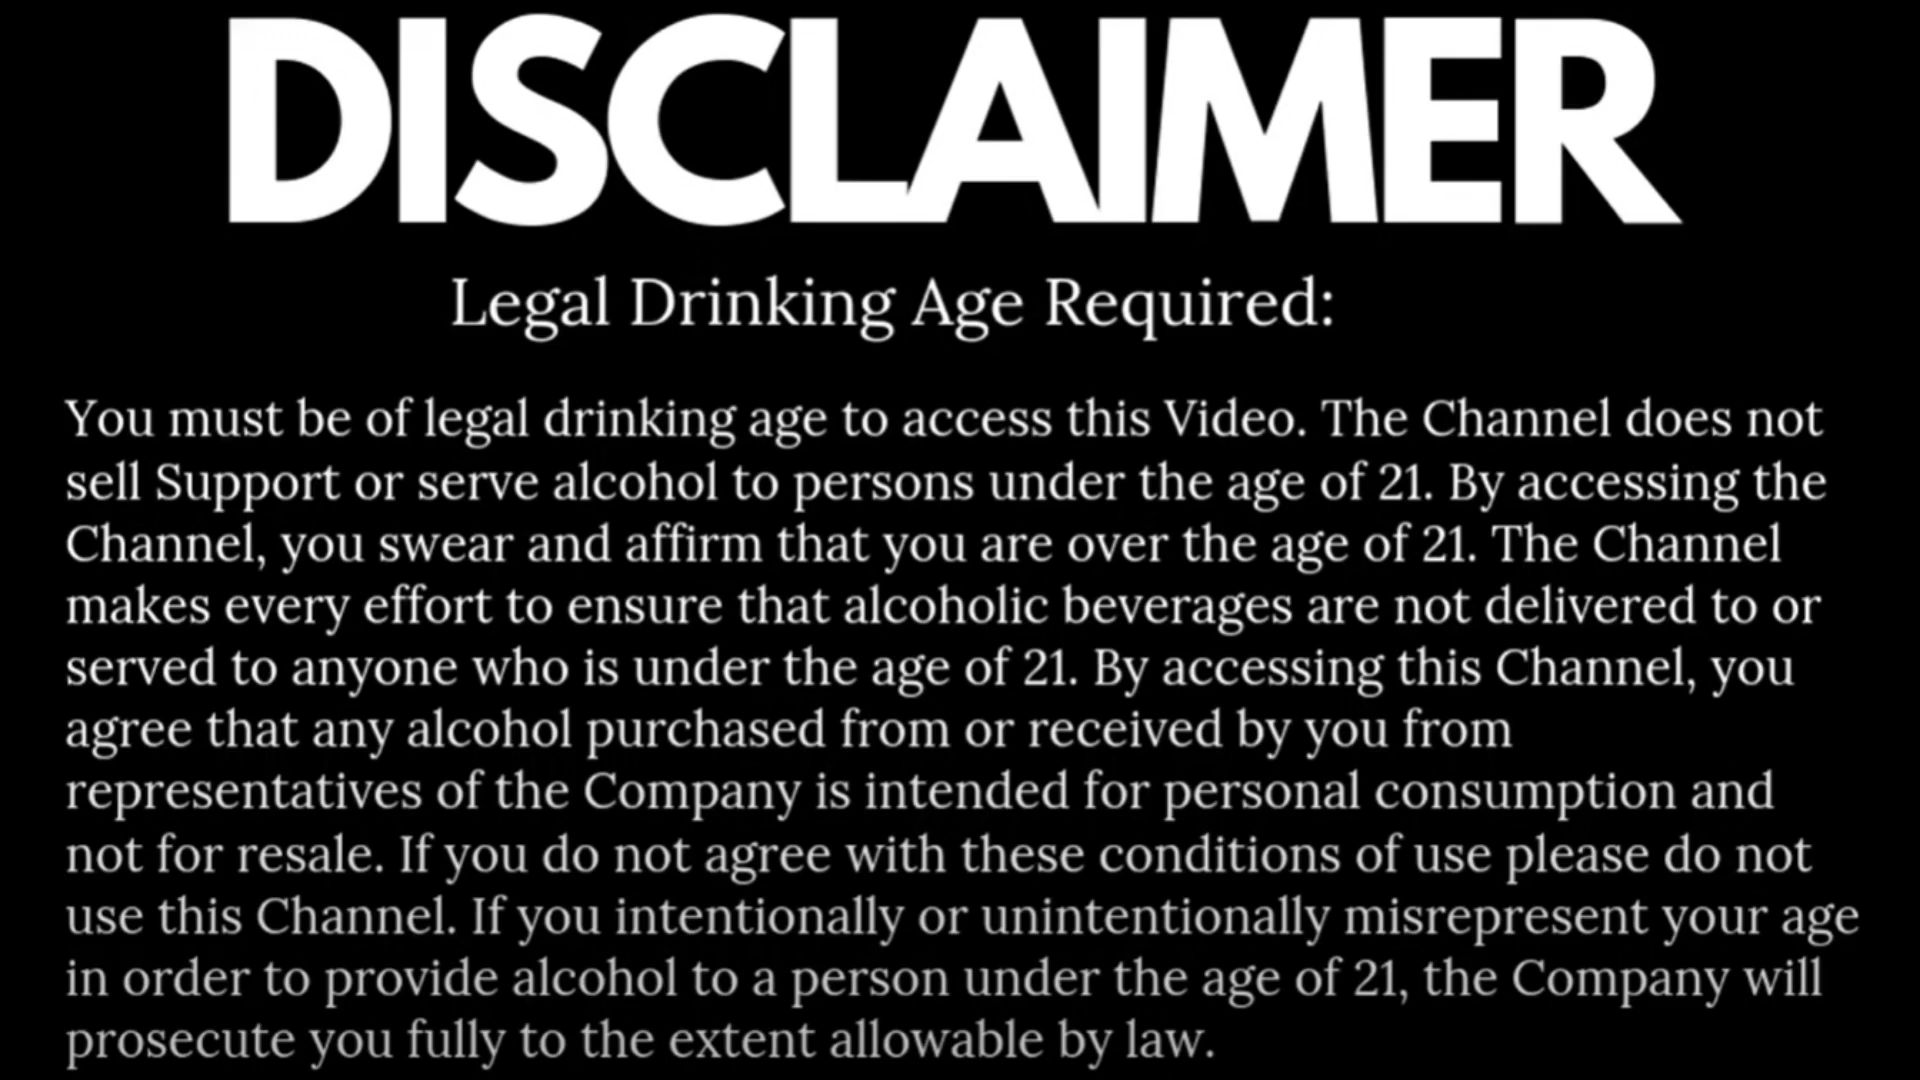 DISCLAIMER
Legal Drinking Age Required:
You must be of legal drinking age to access this Video. The Channel does not
sell Support or serve alcohol to persons under the age of 21. By accessing the
Channel, you swear and affirm that you are over the age of 21. The Channel
makes every effort to ensure that alcoholic beverages are not delivered to or
served to anyone who is under the age of 21. By accessing this Channel, you
agree that any alcohol purchased from or received by you from
representatives of the Company is intended for personal consumption and
not for resale. If you do not agree with these conditions of use please do not
use this Channel. If you intentionally or unintentionally misrepresent your age
in order to provide alcohol to a person under the age of 21, the Company will
prosecute you fully to the extent allowable by law.